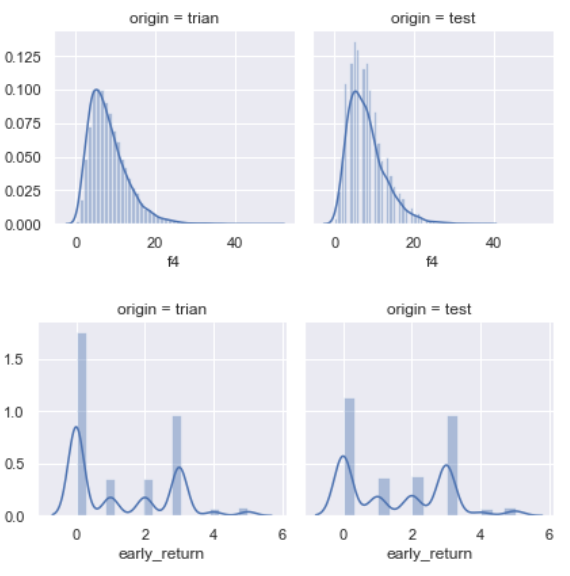 origin = trian
origin = test
0.125
0.100
0.075
0.050
0.025
0.000
0 20 40
0 20 40
f4
f4
origin = trian
origin = test
1.5
1.0
0.5
0.0
0 2 4 6
0 2 4 6
early_return
early_return